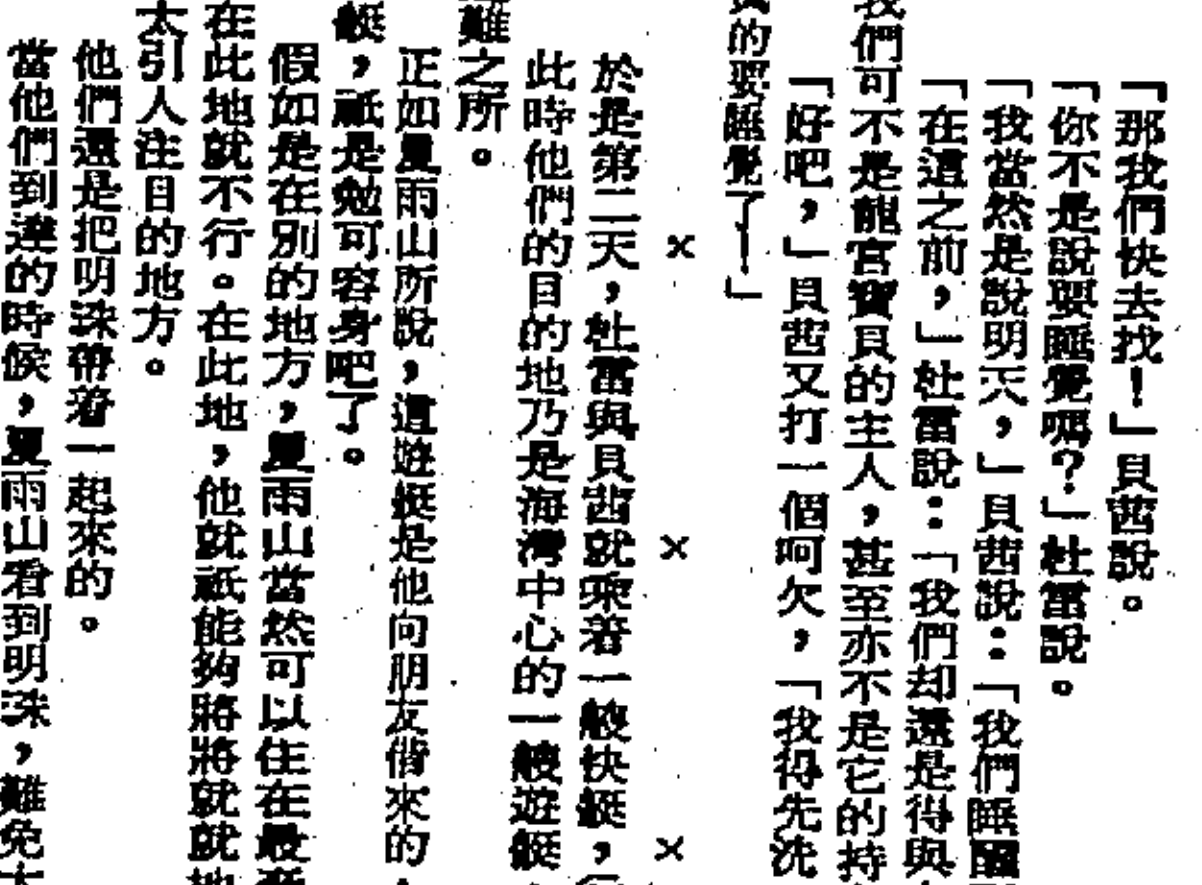 「那我們快去找!」貝茜說。
「你不是說要睡覺嗎?」杜雷說。
「我當然是說明天,」貝茜說:「我們睡醒
「在這之前,」杜雷說:「我們却還是得與
我們可不是龍宮寶貝的主人,甚至亦不是它的持
「好吧,」貝茜又打一個呵欠,「我得先洗
的要睡覺了!」
× × ×
於是第二天,杜雷與貝茜就乘着一艘快艇,
此時他們的目的地乃是海灣中心的一艘遊艇
難之所。
正如夏雨山所說,這遊艇是他向朋友借來的
艇,祇是勉可容身吧了。
假如是在別的地方,夏雨山當然可以住在最豪
在此地就不行。在此地,他就祇能夠將將就就地
太引人注目的地方。
他們還是把明珠帶着一起來的。
當他們到達的時候,夏雨山看到明珠,難免大